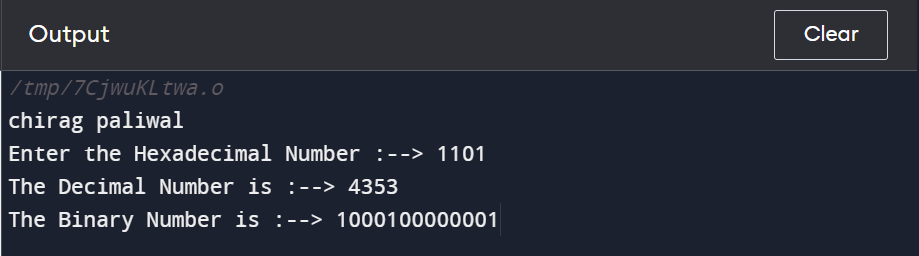 Output
Clear
/tmp/7CjwuKLtwa.o
chirag paliwal
Enter the Hexadecimal Number :--> 1101
The Decimal Number is :--> 4353
The Binary Number is :--> 1000100000001